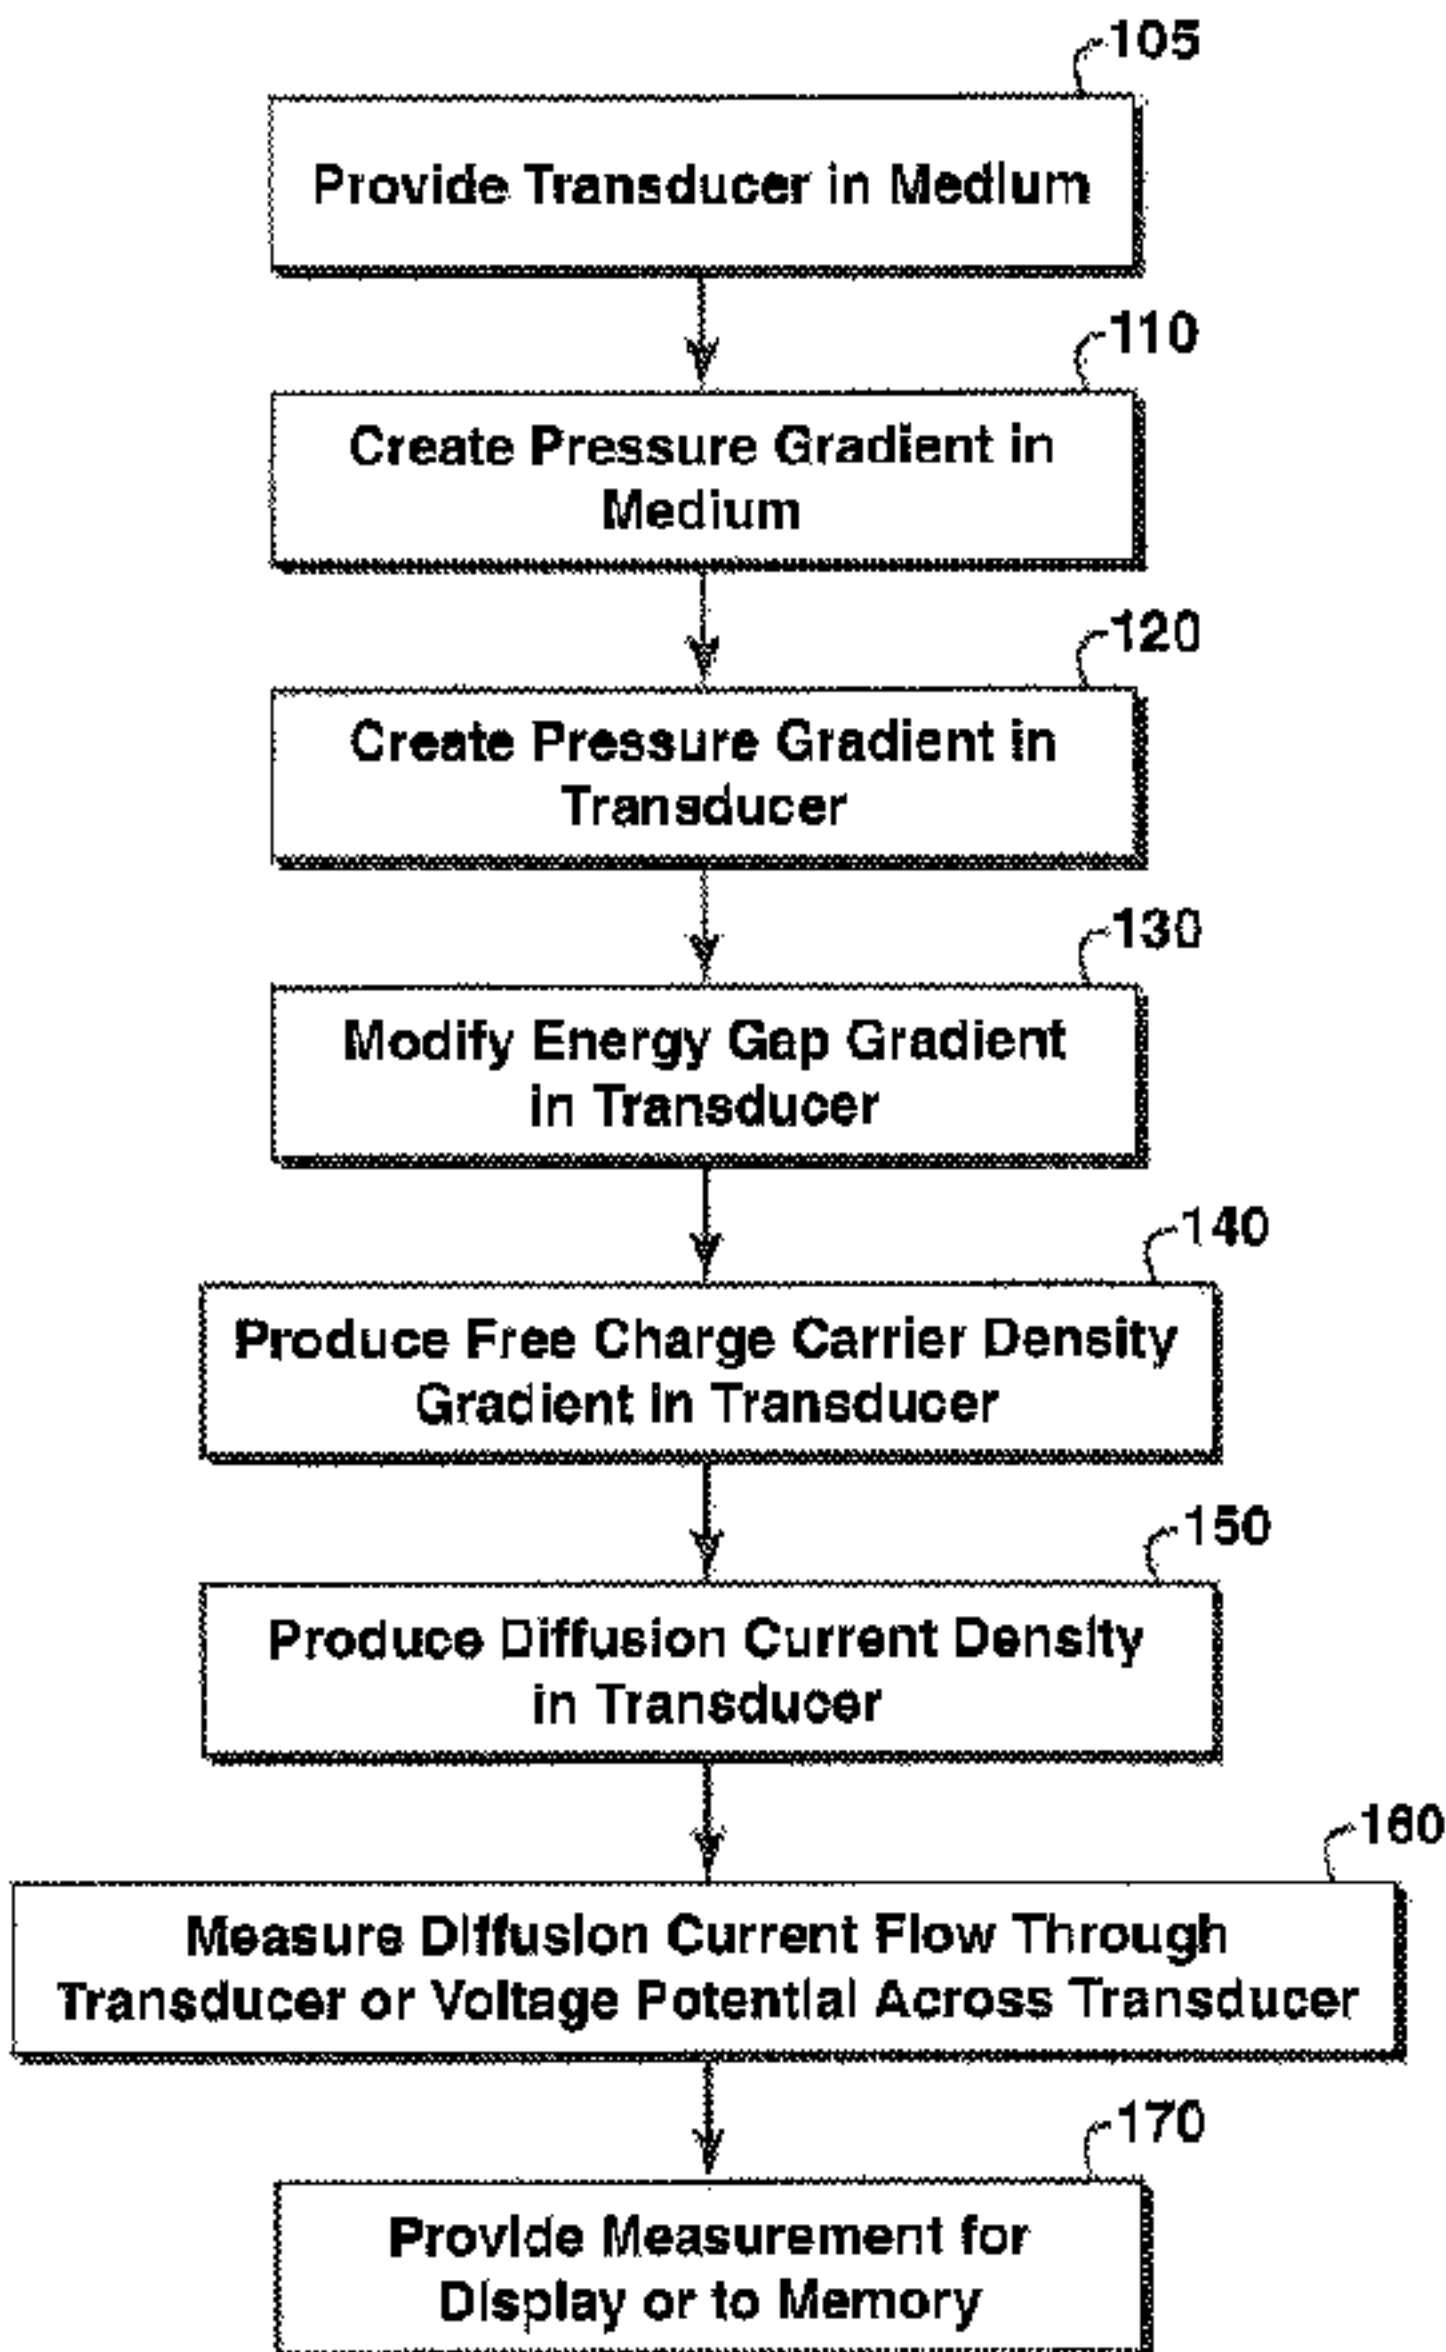 105
Provide Transducer in Medium
110
Create Pressure Gradient in
Medium
120
Create Pressure Gradient in
Transducer
130
Modify Energy Gap Gradient
in Transducer
140
Produce Free Charge Carrier Density
Gradient in Transducer
150
Produce Diffusion Current Density
in Transducer
160
Measure Diffusion Current Flow Through
Transducer or Voltage Potential Across Transducer
170
Provide Measurement for
Display or to Memory